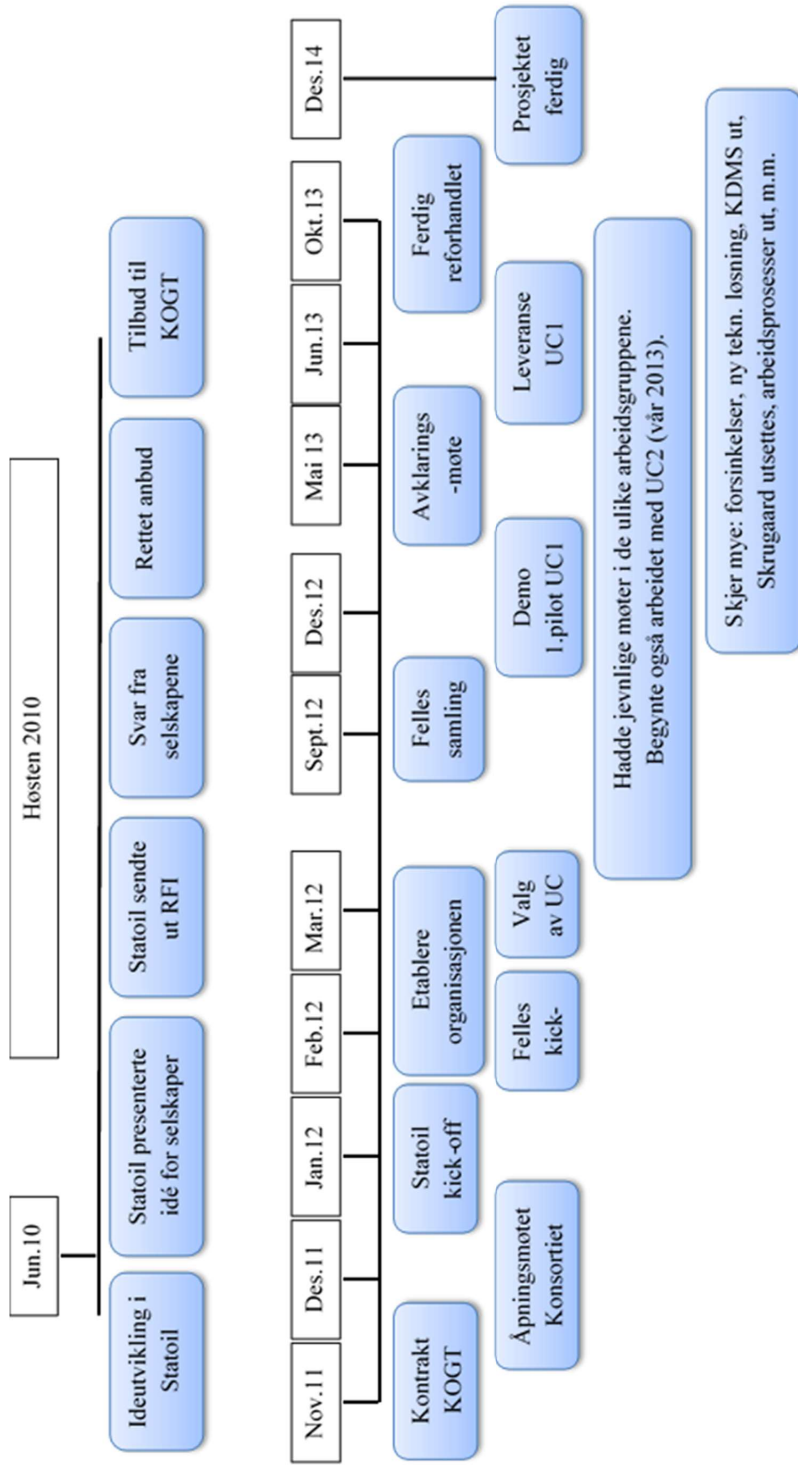 Jun.10
Høsten 2010
Ideutvikling i
Statoil
Statoil presenterte
idé for selskaper
Statoil sendte
ut RFI
Svar fra
selskapene
Rettet anbud
Tilbud til
KOGT
Nov.11
Des.11
Jan.12
Feb.12
Mar.12
Sept.12
Des.12
Mai 13
Jun.13
Okt.13
Des.14
Kontrakt
KOGT
Statoil
kick-off
Etablere
organisasjonen
Felles
samling
Avklarings
-møte
Ferdig
reforhandlet
Åpningsmøtet
Konsortiet
Felles
kick-
Valg
av UC
Demo
1.pilot UC1
Leveranse
UC1
Prosjektet
ferdig
Hadde jevnlige møter i de ulike arbeidsgruppene.
Begynte også arbeidet med UC2 (vår 2013).
Skjer mye: forsinkelser, ny tekn. løsning, KDMS ut,
Skrugaard utsettes, arbeidsprosesser ut, m.m.